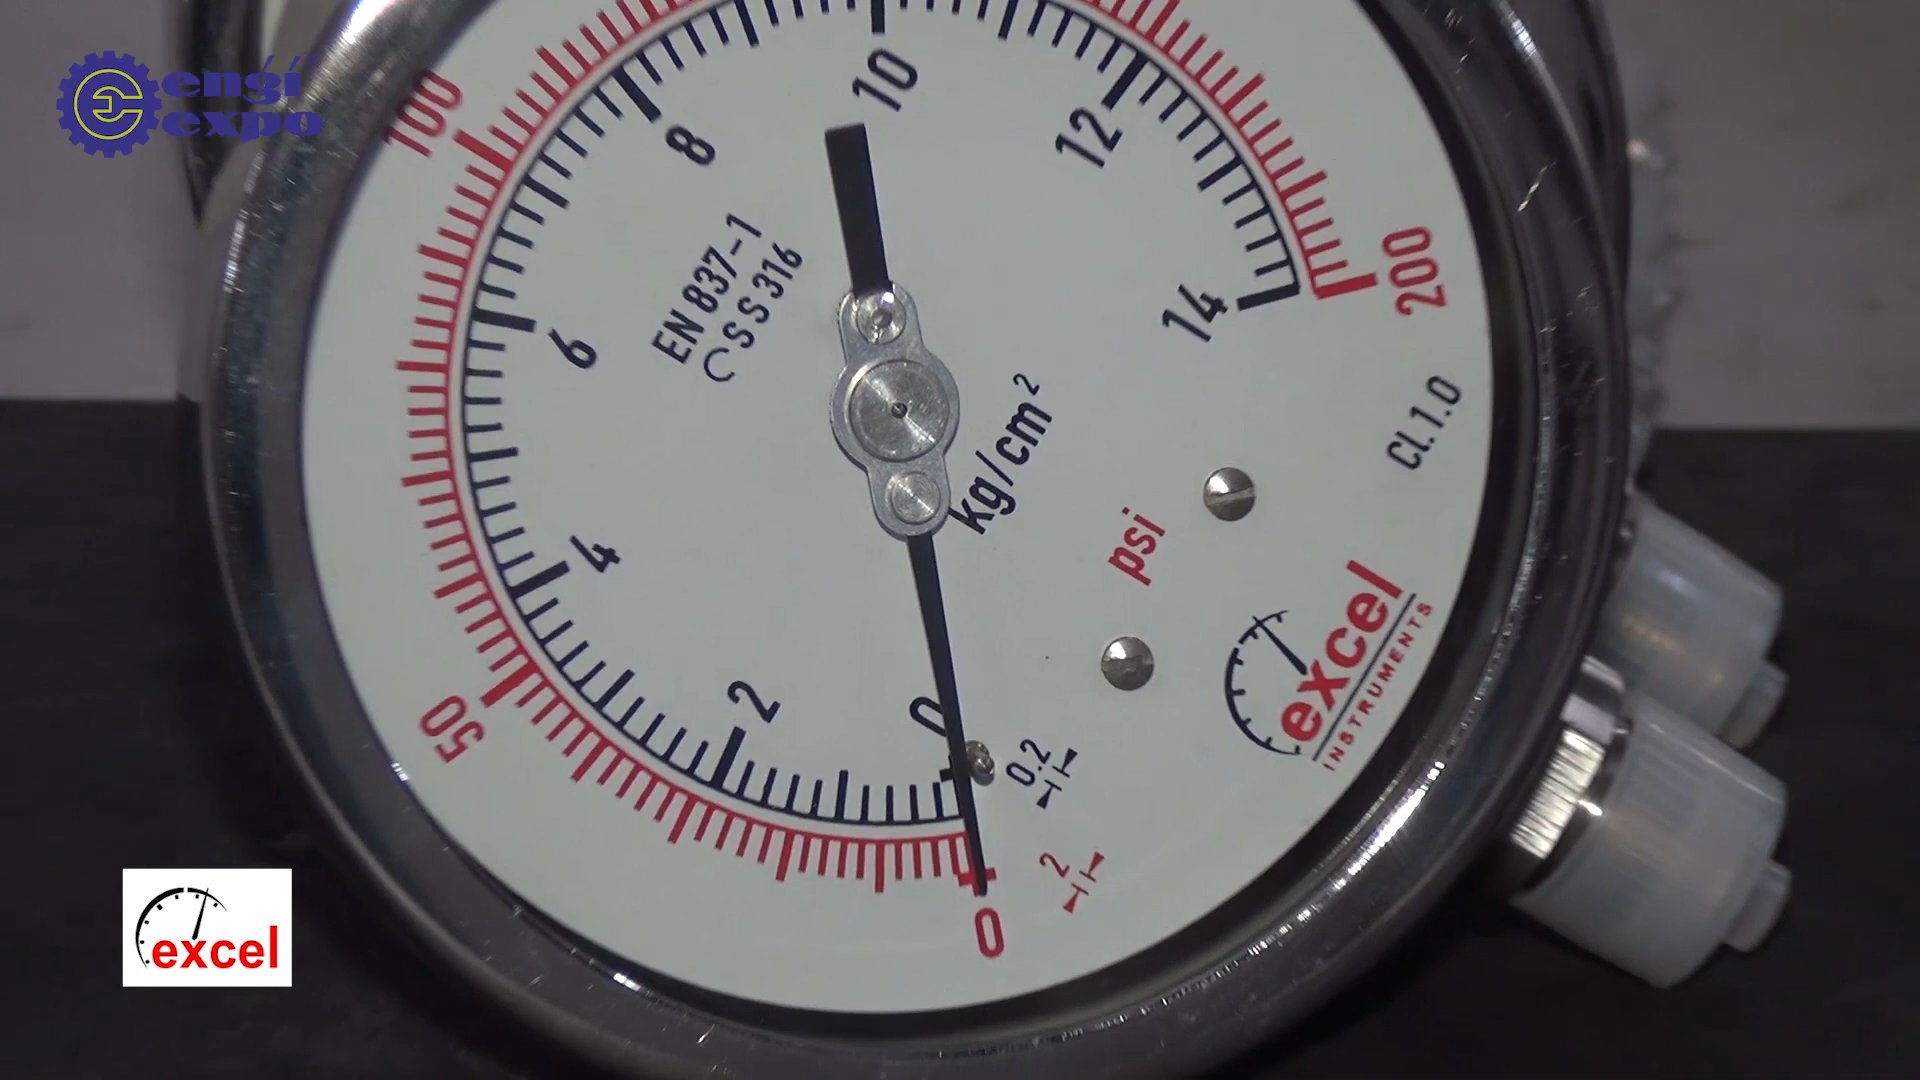 engi
expo
100
10
8
12
EN 837-1
SS 316
200
6
14
kg/cm²
Cl.1.0
4
psi
excel
INSTRUMENTS
50
2
0
0.2
2
0
excel